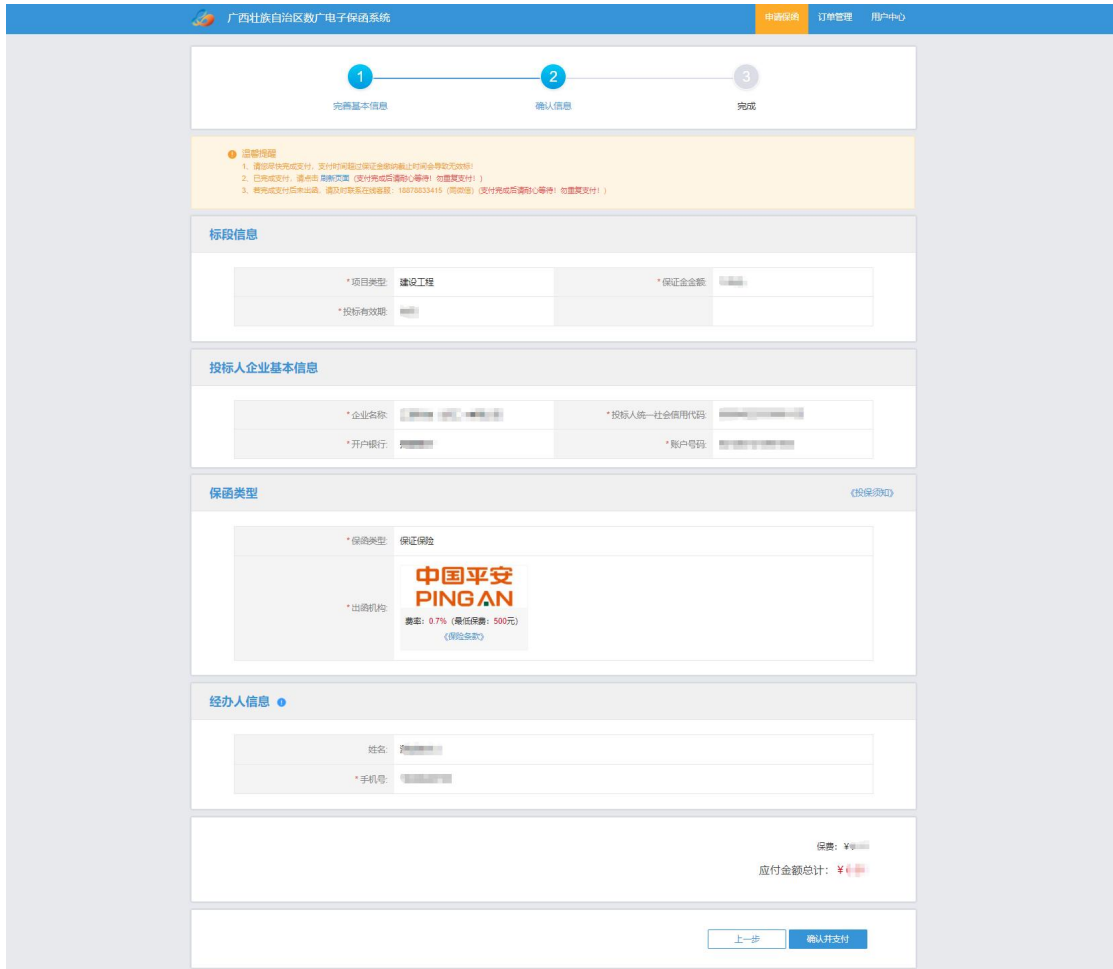 广西壮族自治区数广电子保函系统
申请保函 订单管理 用户中心
1 2 3
完善基本信息 确认信息 完成
温馨提醒
1、请您尽快完成支付，支付时间超过保证金缴纳截止时间会导致无效标！
2、已完成支付，请点击 刷新页面（支付完成后请耐心等待！勿重复支付！）
3、若完成支付后未出函，请及时联系在线客服：18878833415（同微信）(支付完成后请耐心等待！勿重复支付！)
标段信息
*项目类型: 建设工程 *保证金金额:
*投标有效期:
投标人企业基本信息
*企业名称: *投标人统一社会信用代码:
*开户银行: *账户号码:
保函类型 《投保须知》
*保函类型: 保证保险
*出函机构:
中国平安
PING AN
费率：0.7%（最低保费：500元）
《保险条款》
经办人信息
姓名:
*手机号:
保费：¥
应付金额总计：¥
上一步 确认并支付